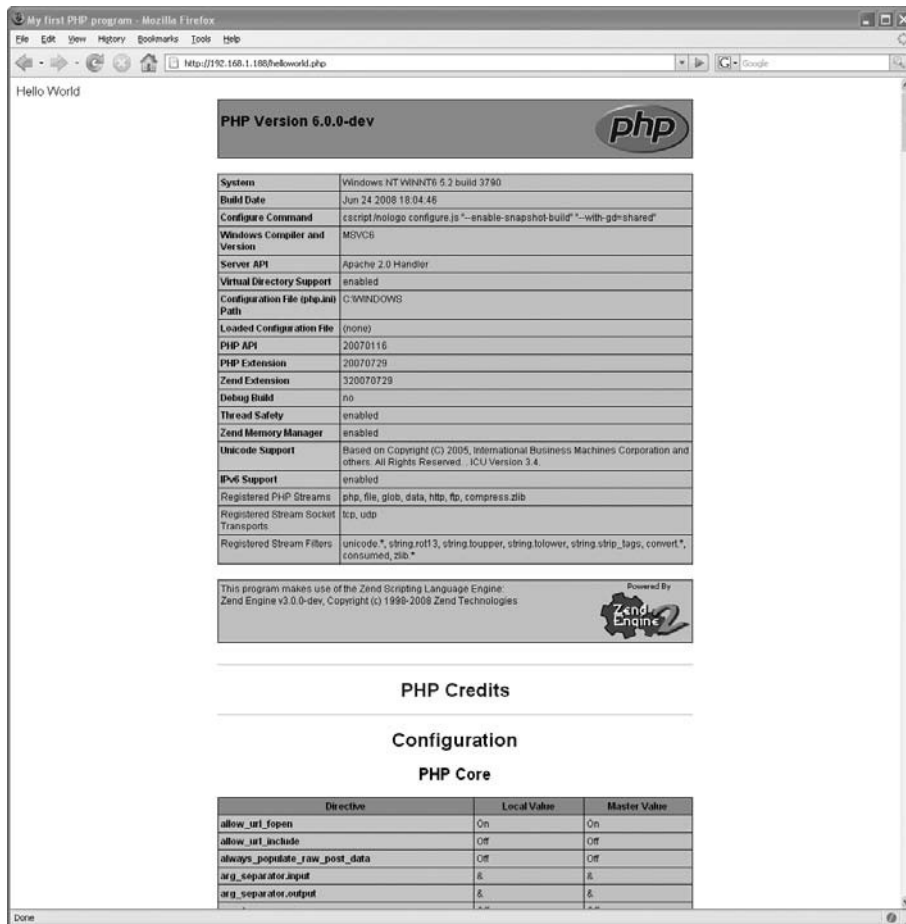 My first PHP program - Mozilla Firefox
File Edit View History Bookmarks Tools Help
http://192.168.1.188/helloworld.php
Google
Hello World
PHP Version 6.0.0-dev
php
System Windows NT WINNT6 5.2 build 3790
Build Date Jun 24 2008 18:04:46
Configure Command cscript /nologo configure.js "--enable-snapshot-build" "--with-gd=shared"
Windows Compiler and Version MSVC6
Server API Apache 2.0 Handler
Virtual Directory Support enabled
Configuration File (php.ini) Path C:\WINDOWS
Loaded Configuration File (none)
PHP API 20070116
PHP Extension 20070729
Zend Extension 320070729
Debug Build no
Thread Safety enabled
Zend Memory Manager enabled
Unicode Support Based on Copyright (C) 2005, International Business Machines Corporation and
others. All Rights Reserved. . ICU Version 3.4.
IPv6 Support enabled
Registered PHP Streams php, file, glob, data, http, ftp, compress.zlib
Registered Stream Socket Transports tcp, udp
Registered Stream Filters unicode.*, string.rot13, string.toupper, string.tolower, string.strip_tags, convert.*,
consumed, zlib.*
This program makes use of the Zend Scripting Language Engine:
Zend Engine v3.0.0-dev, Copyright (c) 1998-2008 Zend Technologies
Powered By
Zend Engine 2
PHP Credits
Configuration
PHP Core
Directive Local Value Master Value
allow_url_fopen On On
allow_url_include Off Off
always_populate_raw_post_data Off Off
arg_separator.input & &
arg_separator.output & &
Done